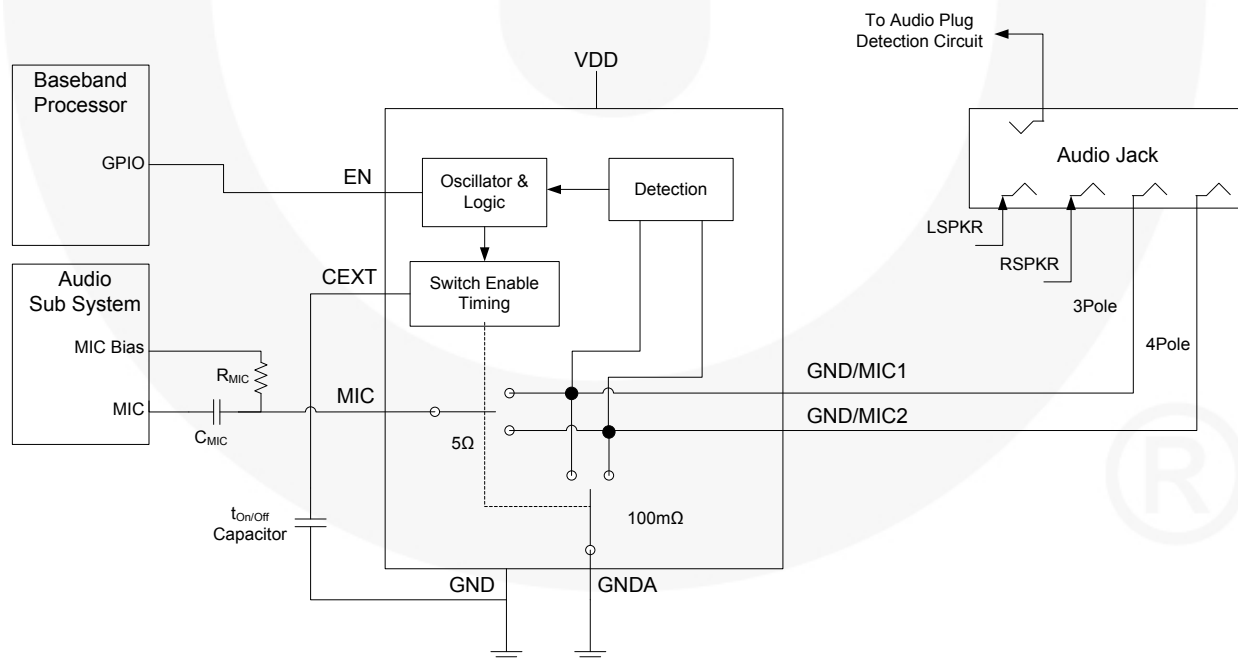 To Audio Plug
Detection Circuit
VDD
Baseband
Processor
GPIO
EN
Oscillator &
Logic
Detection
Audio Jack
LSPKR
RSPKR
3Pole
4Pole
Audio
Sub System
CEXT
Switch Enable
Timing
MIC Bias
RMIC
MIC
CMIC
MIC
GND/MIC1
GND/MIC2
5Ω
100mΩ
tOn/Off
Capacitor
GND
GNDA
®